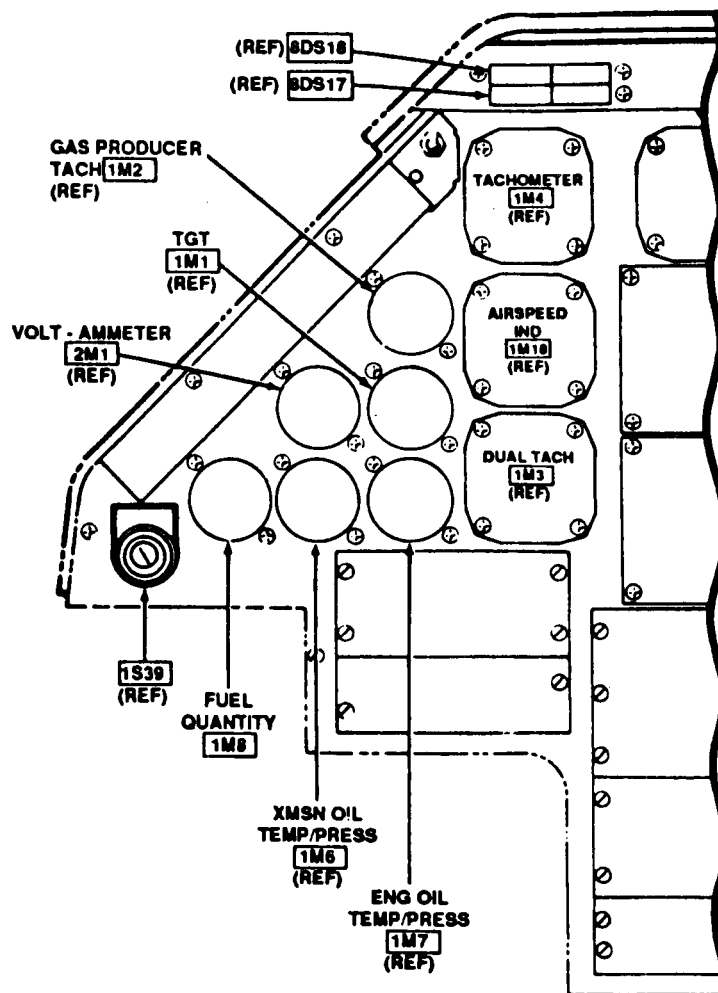 (REF) 8DS18
(REF) 8DS17
GAS PRODUCER
TACH 1M2
(REF)
TACHOMETER
1M4
(REF)
TGT
1M1
(REF)
VOLT - AMMETER
2M1
(REF)
AIRSPEED
IND
1M18
(REF)
DUAL TACH
1M3
(REF)
1S39
(REF)
FUEL
QUANTITY
1M8
XMSN OIL
TEMP/PRESS
1M6
(REF)
ENG OIL
TEMP/PRESS
1M7
(REF)